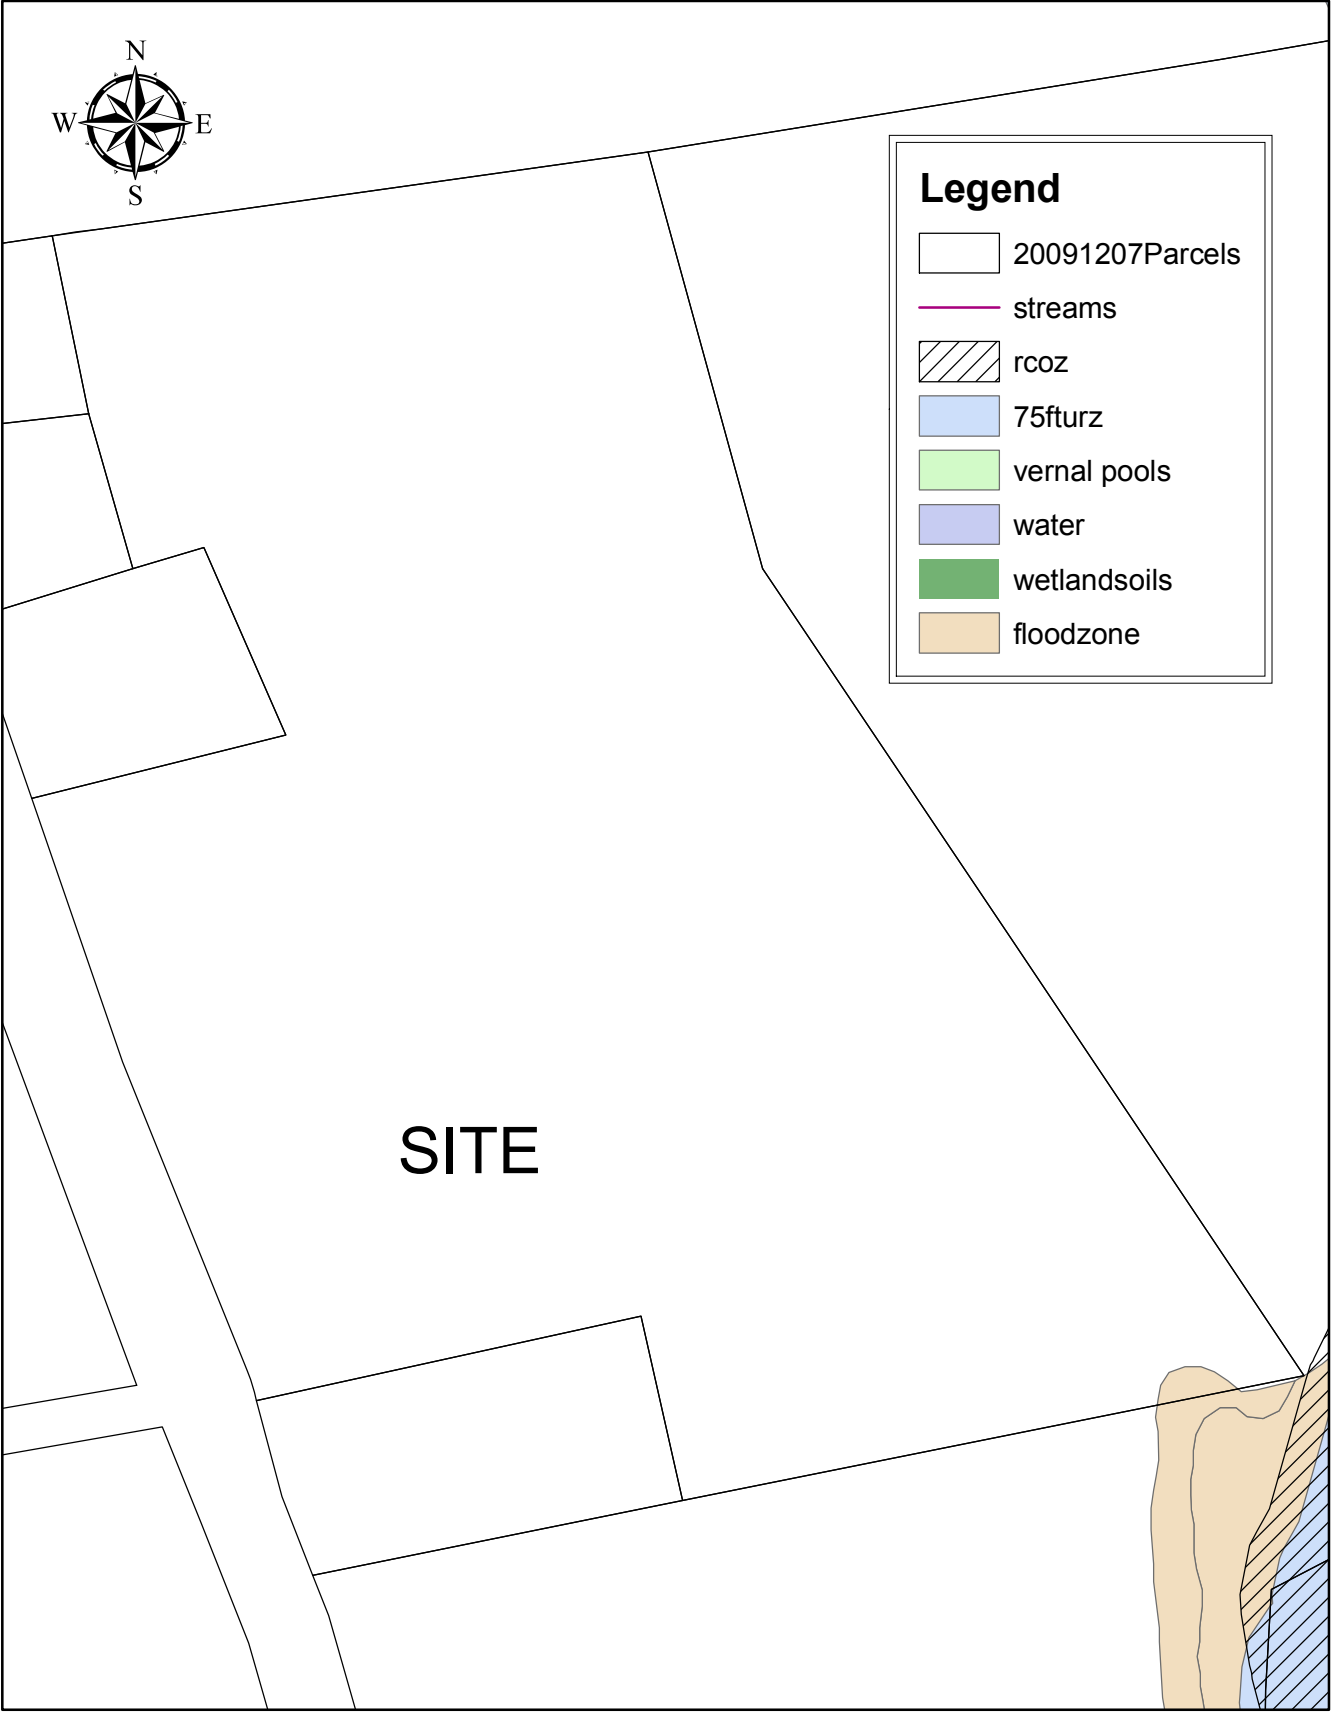 N
W E
S
Legend
20091207Parcels
streams
rcoz
75fturz
vernal pools
water
wetlandsoils
floodzone
SITE